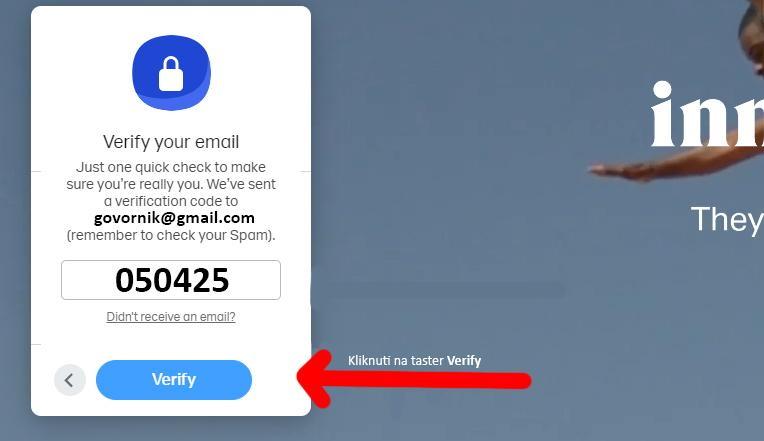 Verify your email
Just one quick check to make
sure you're really you. We've sent
a verification code to
govornik@gmail.com
(remember to check your Spam).
050425
Didn't receive an email?
Verify
Kliknuti na taster Verify
inn
They